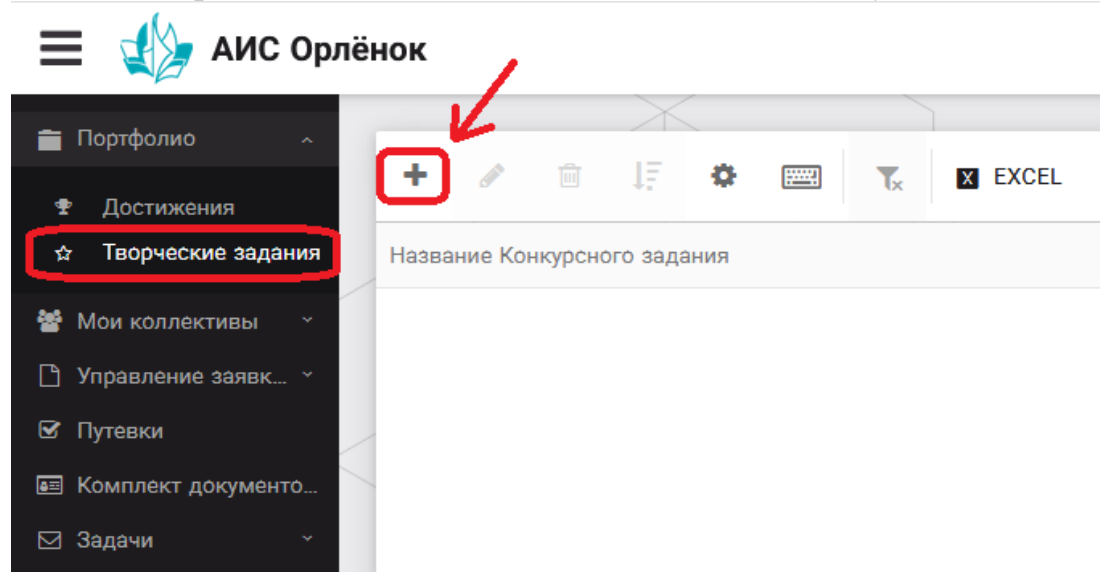 АИС Орлёнок
Портфолио
Достижения
Творческие задания
Мои коллективы
Управление заявк...
Путевки
Комплект документо...
Задачи
EXCEL
Название Конкурсного задания